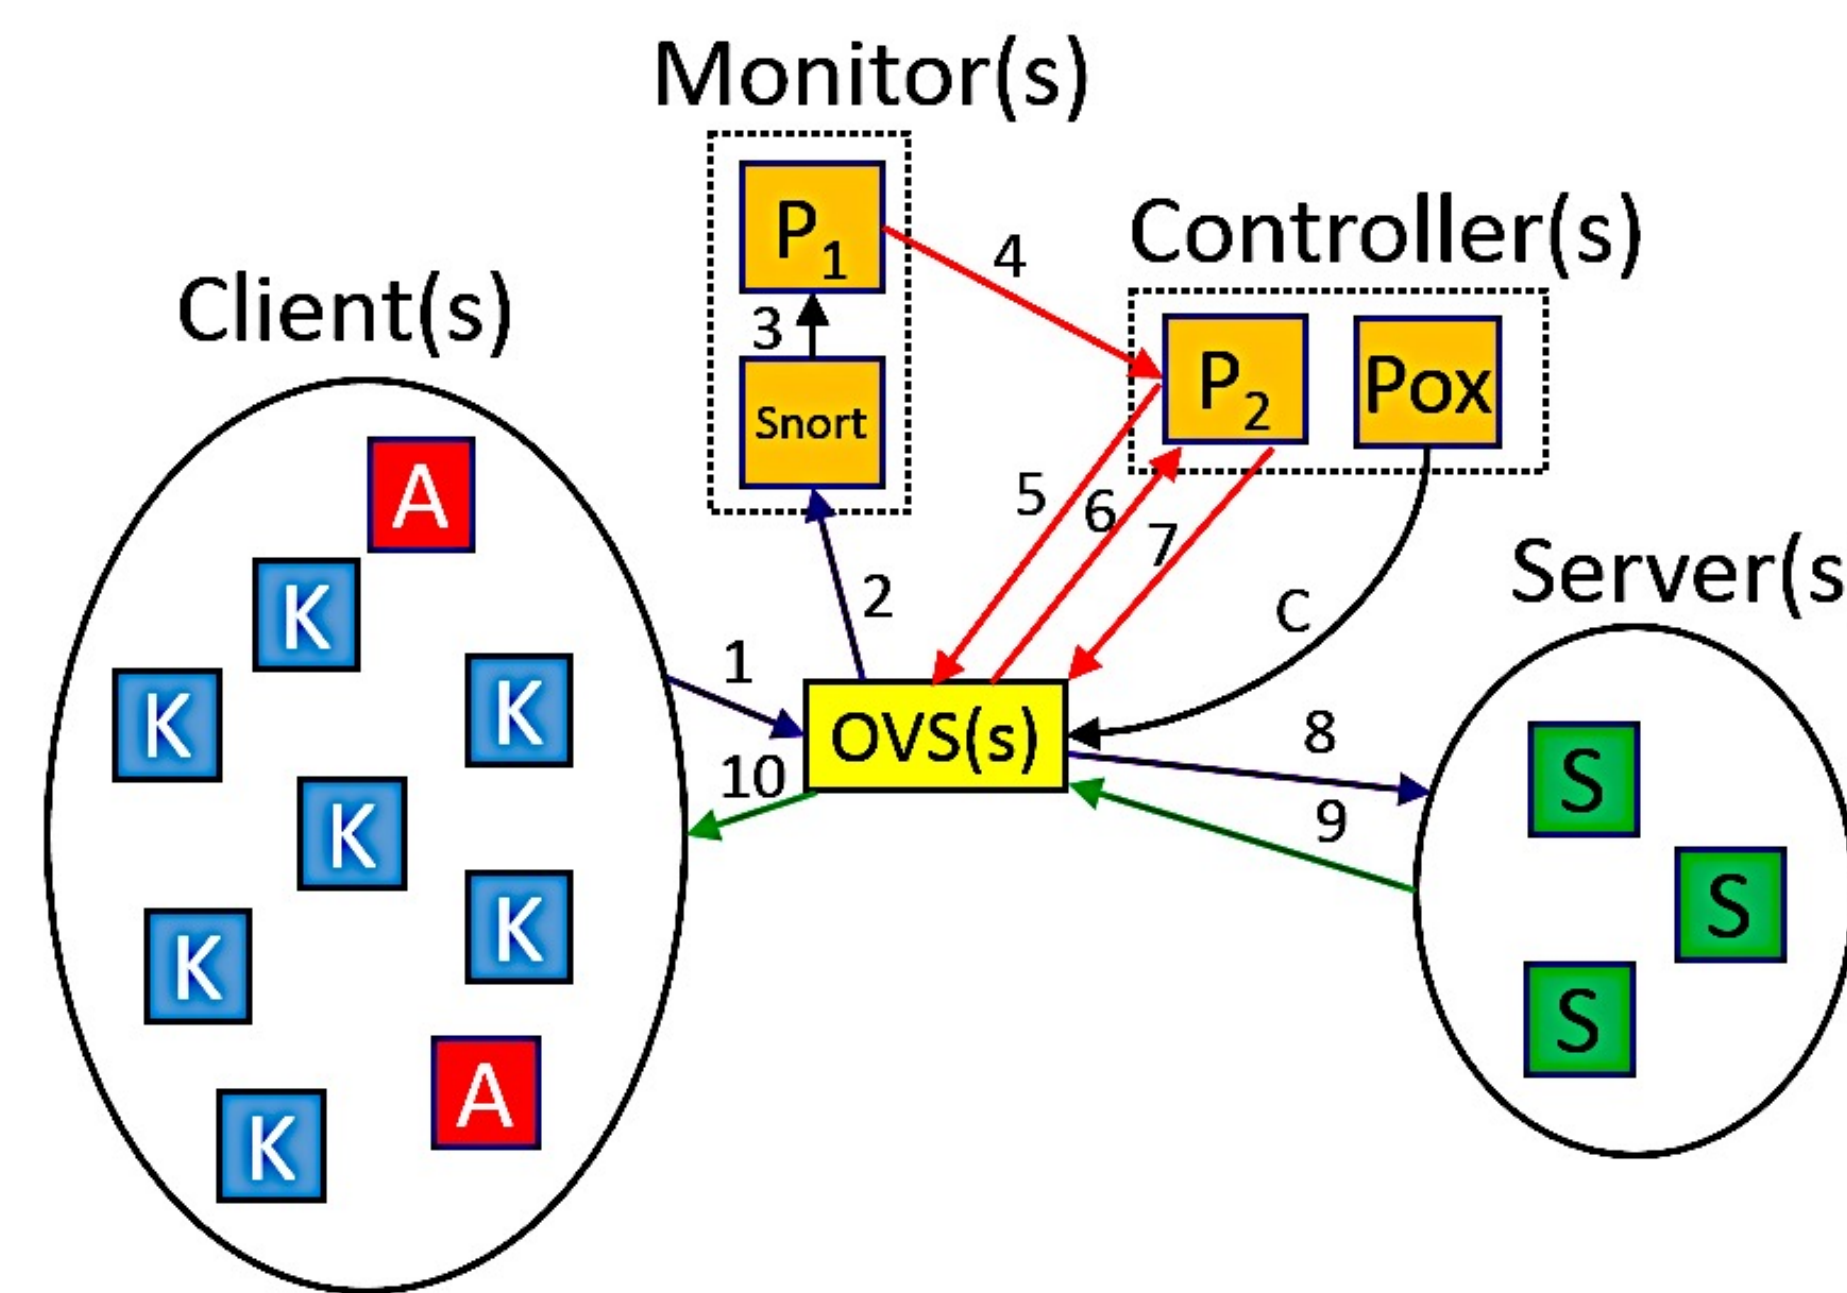 Monitor(s)
P1
4
Controller(s)
3
Client(s)
P2
Pox
Snort
A
5
6
7
K
2
C
Server(s
1
K
K
OVS(s)
8
10
S
K
9
K
S
K
S
A
K